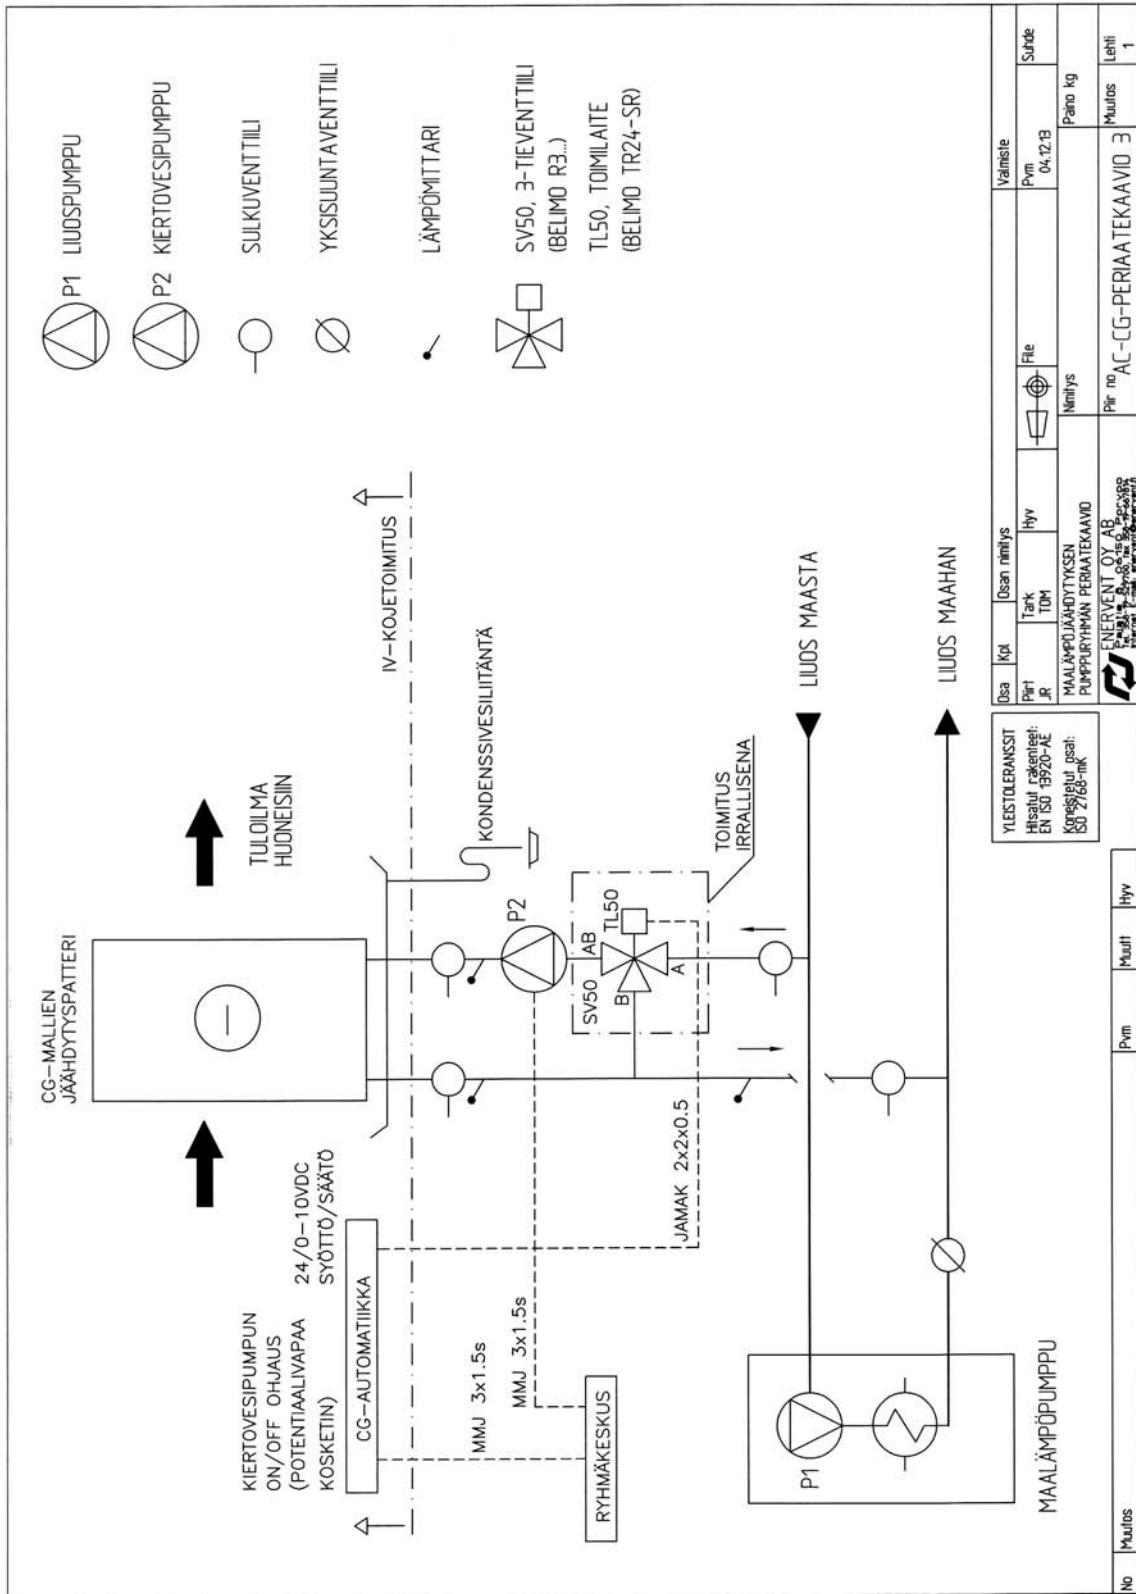 CG-MALLIEN
JÄÄHDYTYSPATTERI
TULOILMA
HUONEISIIN
KIERTOVESIPUMPUN
ON/OFF OHJAUS
(POTENTIAALIVAPAA
KOSKETIN)
24/0-10VDC
SYÖTTÖ/SÄÄTÖ
CG-AUTOMATIIKKA
IV-KOJETOIMITUS
KONDENSSIVESILIITÄNTÄ
MMJ 3x1.5s
MMJ 3x1.5s
P2
AB
SV50
TL50
B
A
RYHMÄKESKUS
JAMAK 2x2x0.5
TOIMITUS
IRRALLISENA
P1
LIUOS MAASTA
LIUOS MAAHAN
MAALÄMPÖPUMPPU
P1 LIUOSPUMPPU
P2 KIERTOVESIPUMPPU
SULKUVENTTIILI
YKSISUUNTAVENTTIILI
LÄMPÖMITTARI
SV50, 3-TIEVENTTIILI
(BELIMO R3...)
TL50, TOIMILAITE
(BELIMO TR24-SR)
YLEISTOLERANSSIT
Hitsatut rakenteet:
EN ISO 13920-AE
Koneistetut osat:
ISO 2768-mK
Osa Kpl Osan nimitys Valmiste
Piirt JR
Tark TOM
Hyv
File
Pvm 04.12.19
Suhde
MAALÄMPÖJÄÄHDYTYKSEN
PUMPPURYHMÄN PERIAATEKAAVIO
Nimitys
Paino kg
ENERVENT OY AB
Piir no AC-CG-PERIAATEKAAVIO 3
Muutos
Lehti 1
No Muutos Pvm Muutt Hyv